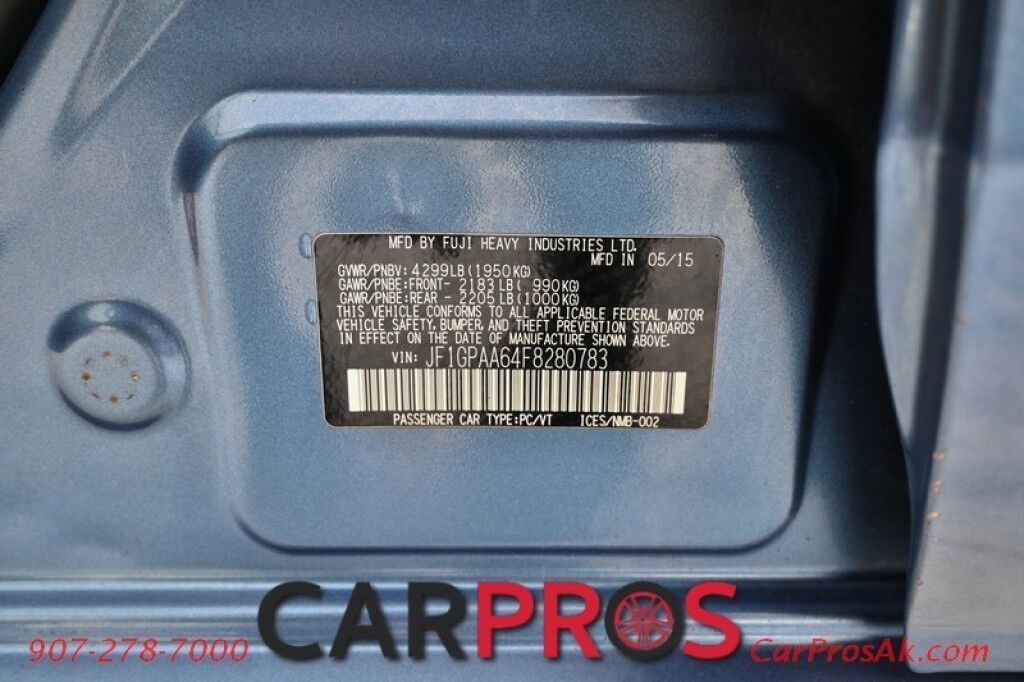 MFD BY FUJI HEAVY INDUSTRIES LTD.
MFD IN 05/15
GVWR/PNBV: 4299LB(1950KG)
GAWR/PNBE:FRONT- 2183LB( 990KG)
GAWR/PNBE:REAR - 2205LB(1000KG)
THIS VEHICLE CONFORMS TO ALL APPLICABLE FEDERAL MOTOR
VEHICLE SAFETY, BUMPER, AND THEFT PREVENTION STANDARDS
IN EFFECT ON THE DATE OF MANUFACTURE SHOWN ABOVE.
VIN: JF1GPAA64F8280783
PASSENGER CAR TYPE:PC/VT ICES/NMB-002
CARPROS
907-278-7000 CarProsAk.com